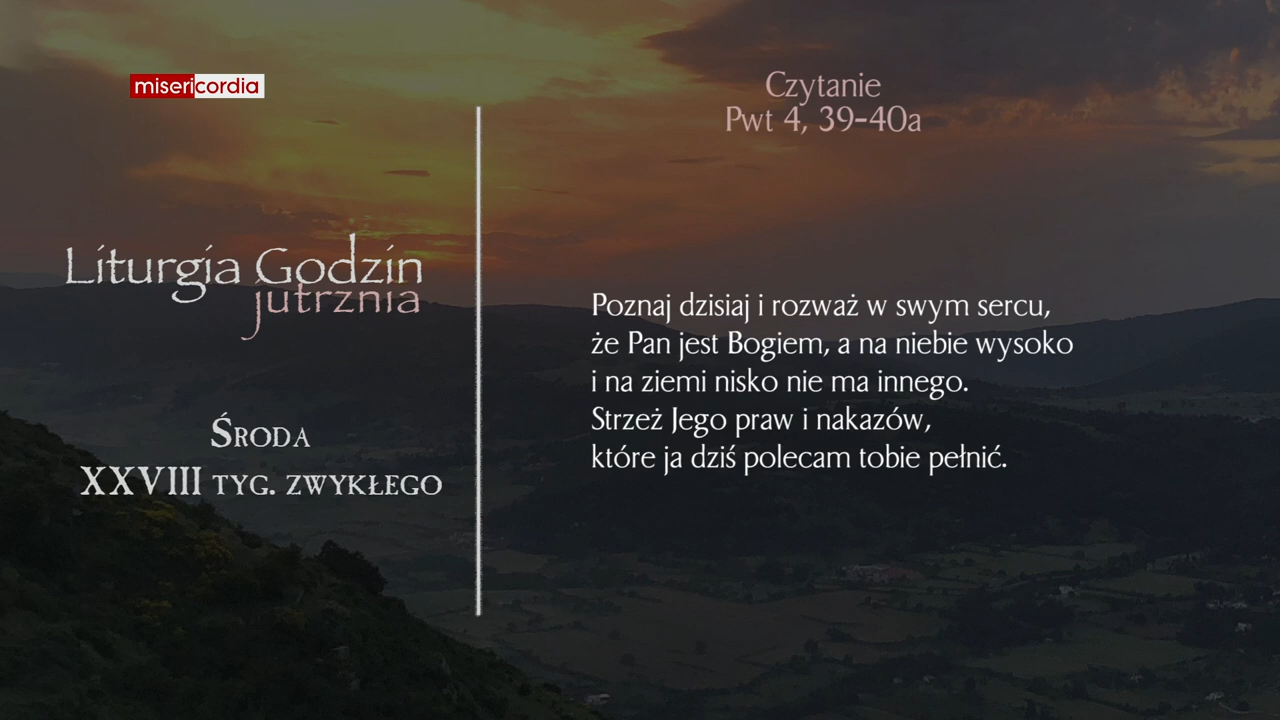 misericordia
Liturgia Godzin
jutrznia
Środa
XXVIII tyg. zwykłego
Czytanie
Pwt 4, 39-40a
Poznaj dzisiaj i rozważ w swym sercu,
że Pan jest Bogiem, a na niebie wysoko
i na ziemi nisko nie ma innego.
Strzeż Jego praw i nakazów,
które ja dziś polecam tobie pełnić.